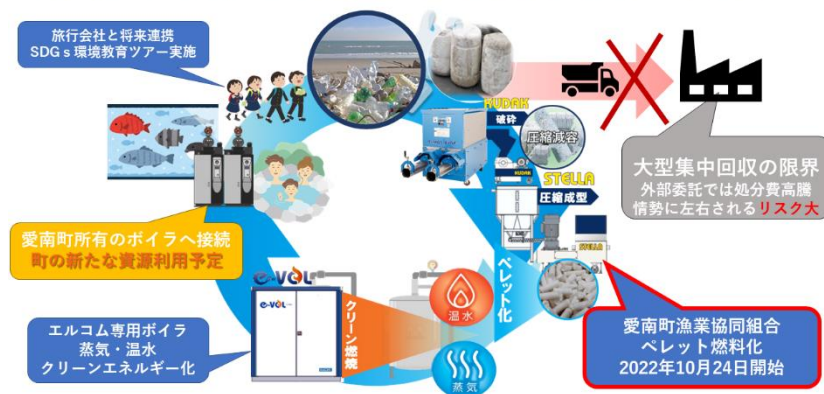 旅行会社と将来連携
SDGｓ環境教育ツアー実施
RUDAK
破砕
圧縮減容
RUDAK
STELLA
圧縮成型
STELLA
大型集中回収の限界
外部委託では処分費高騰
情勢に左右されるリスク大
愛南町所有のボイラへ接続
町の新たな資源利用予定
ペレット化
e-VOL
クリーン燃焼
温水
蒸気
エルコム専用ボイラ
蒸気・温水
クリーンエネルギー化
愛南町漁業協同組合
ペレット燃料化
2022年10月24日開始